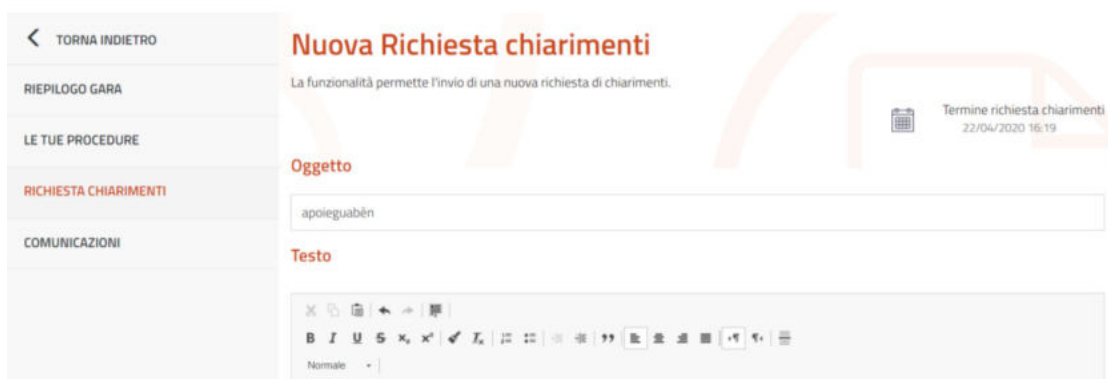 TORNA INDIETRO
RIEPILOGO GARA
LE TUE PROCEDURE
RICHIESTA CHIARIMENTI
COMUNICAZIONI
Nuova Richiesta chiarimenti
La funzionalità permette l'invio di una nuova richiesta di chiarimenti.
Termine richiesta chiarimenti
22/04/2020 16:19
Oggetto
apoieguabèn
Testo
Normale